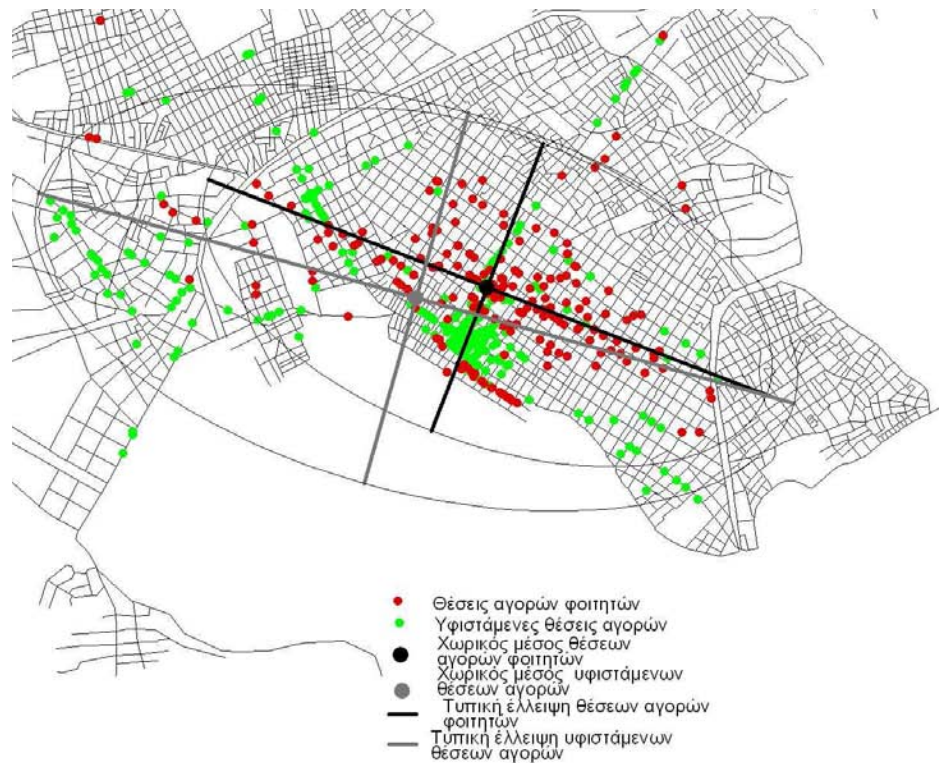 Θέσεις αγορών φοιτητών
Υφιστάμενες θέσεις αγορών
Χωρικός μέσος θέσεων
αγορών φοιτητών
Χωρικός μέσος υφιστάμενων
θέσεων αγορών
Τυπική έλλειψη θέσεων αγορών
φοιτητών
Τυπική έλλειψη υφιστάμενων
θέσεων αγορών